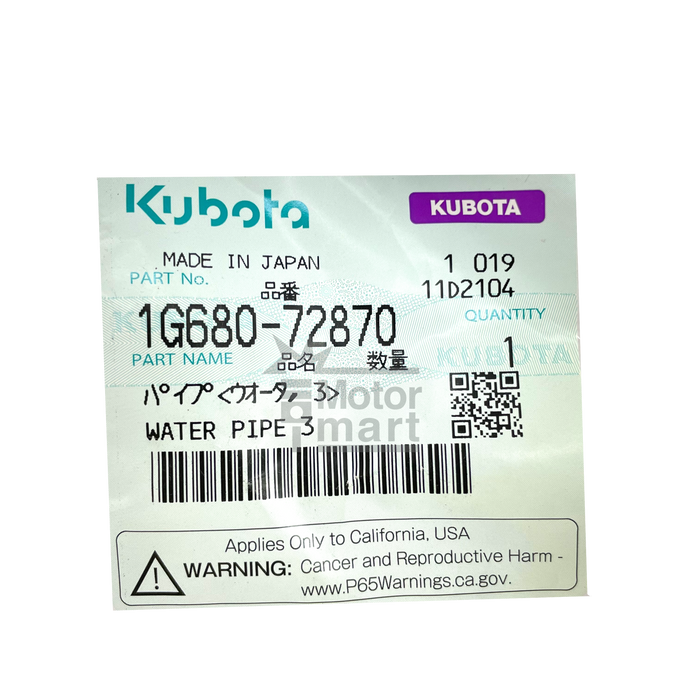 Kubota
KUBOTA
MADE IN JAPAN
1 019
PART No.
品番
11D2104
1G680-72870
QUANTITY
PART NAME
品名
数量
1
パイプ<ウオータ, 3>
WATER PIPE 3
Motor
mart
Applies Only to California, USA
WARNING: Cancer and Reproductive Harm -
www.P65Warnings.ca.gov.